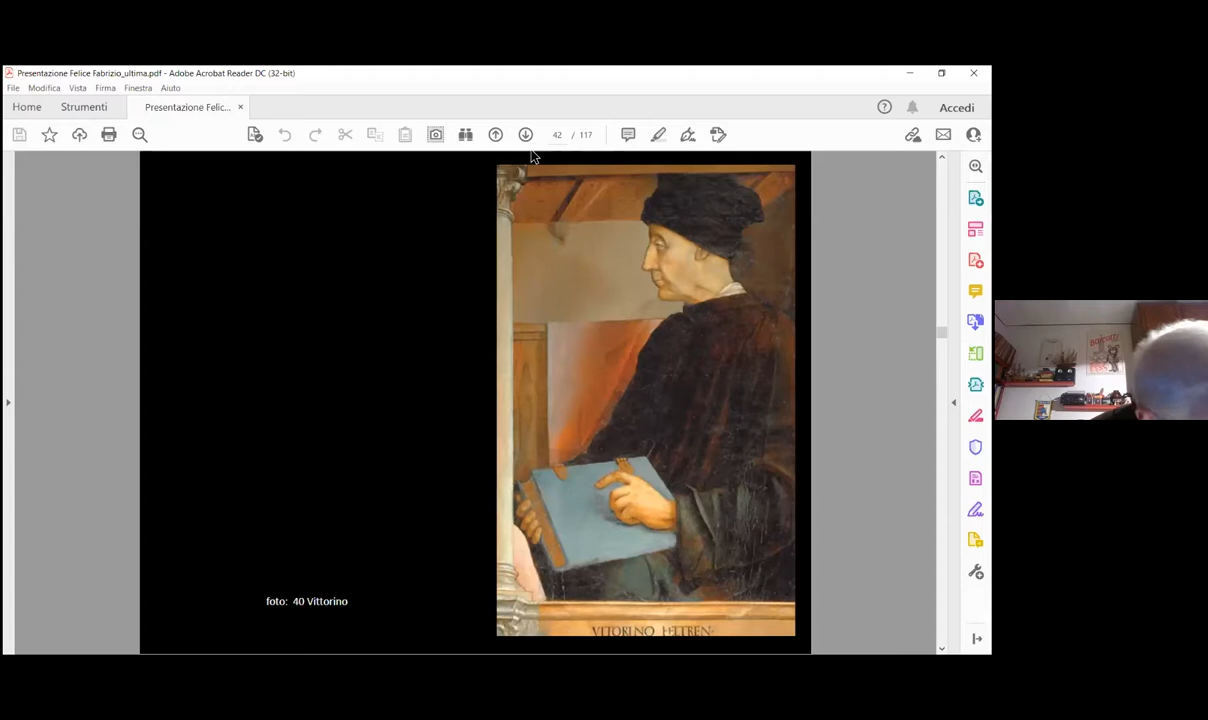 Presentazione Felice Fabrizio_ultima.pdf - Adobe Acrobat Reader DC (32-bit)
File Modifica Vista Firma Finestra Aiuto
Home Strumenti Presentazione Felic... × Accedi
42 / 117
foto: 40 Vittorino
VITTORINO FELTREN